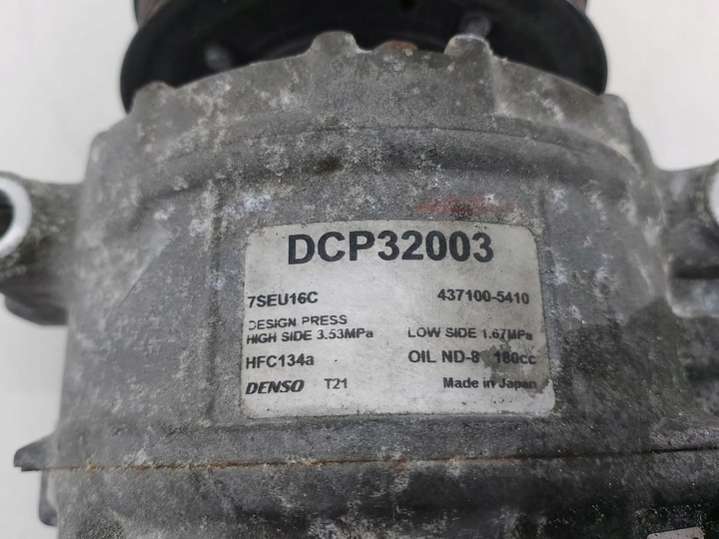 DCP32003
7SEU16C 437100-5410
DESIGN PRESS
HIGH SIDE 3.53MPa LOW SIDE 1.67MPa
HFC134a OIL ND-8 180cc
DENSO T21 Made in Japan